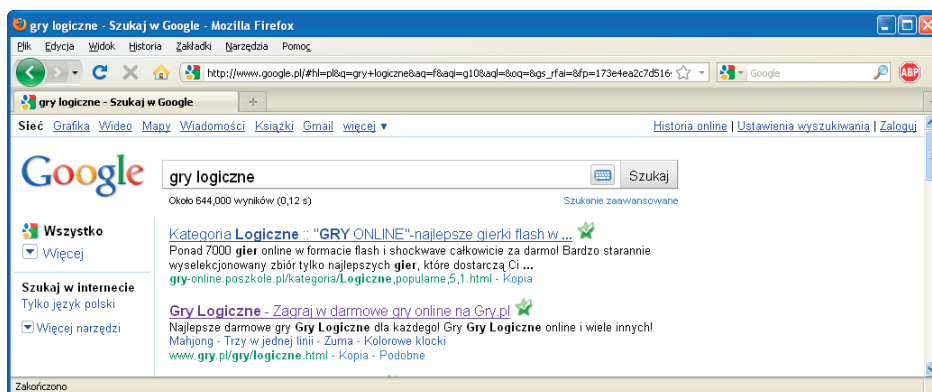 gry logiczne - Szukaj w Google - Mozilla Firefox
Plik Edycja Widok Historia Zakładki Narzędzia Pomoc
http://www.google.pl/#hl=pl&q=gry+logiczne&aq=f&aqi=g10&aql=&oq=&gs_rfai=&fp=173e4ea2c7d516 Google ABP
gry logiczne - Szukaj w Google
Sieć Grafika Wideo Mapy Wiadomości Książki Gmail więcej ▼ Historia online | Ustawienia wyszukiwania | Zaloguj
Google gry logiczne Szukaj
Około 644,000 wyników (0,12 s) Szukanie zaawansowane
Wszystko
Więcej
Szukaj w internecie
Tylko język polski
Więcej narzędzi
Kategoria Logiczne :: "GRY ONLINE"-najlepsze gierki flash w ...
Ponad 7000 gier online w formacie flash i shockwave całkowicie za darmo! Bardzo starannie
wyselekcjonowany zbiór tylko najlepszych gier, które dostarczą Ci ...
gry-online.poszkole.pl/kategoria/Logiczne,popularne,5,1.html - Kopia
Gry Logiczne - Zagraj w darmowe gry online na Gry.pl
Najlepsze darmowe gry Gry Logiczne dla każdego! Gry Gry Logiczne online i wiele innych!
Mahjong - Trzy w jednej linii - Zuma - Kolorowe klocki
www.gry.pl/gry/logiczne.html - Kopia - Podobne
Zakończono